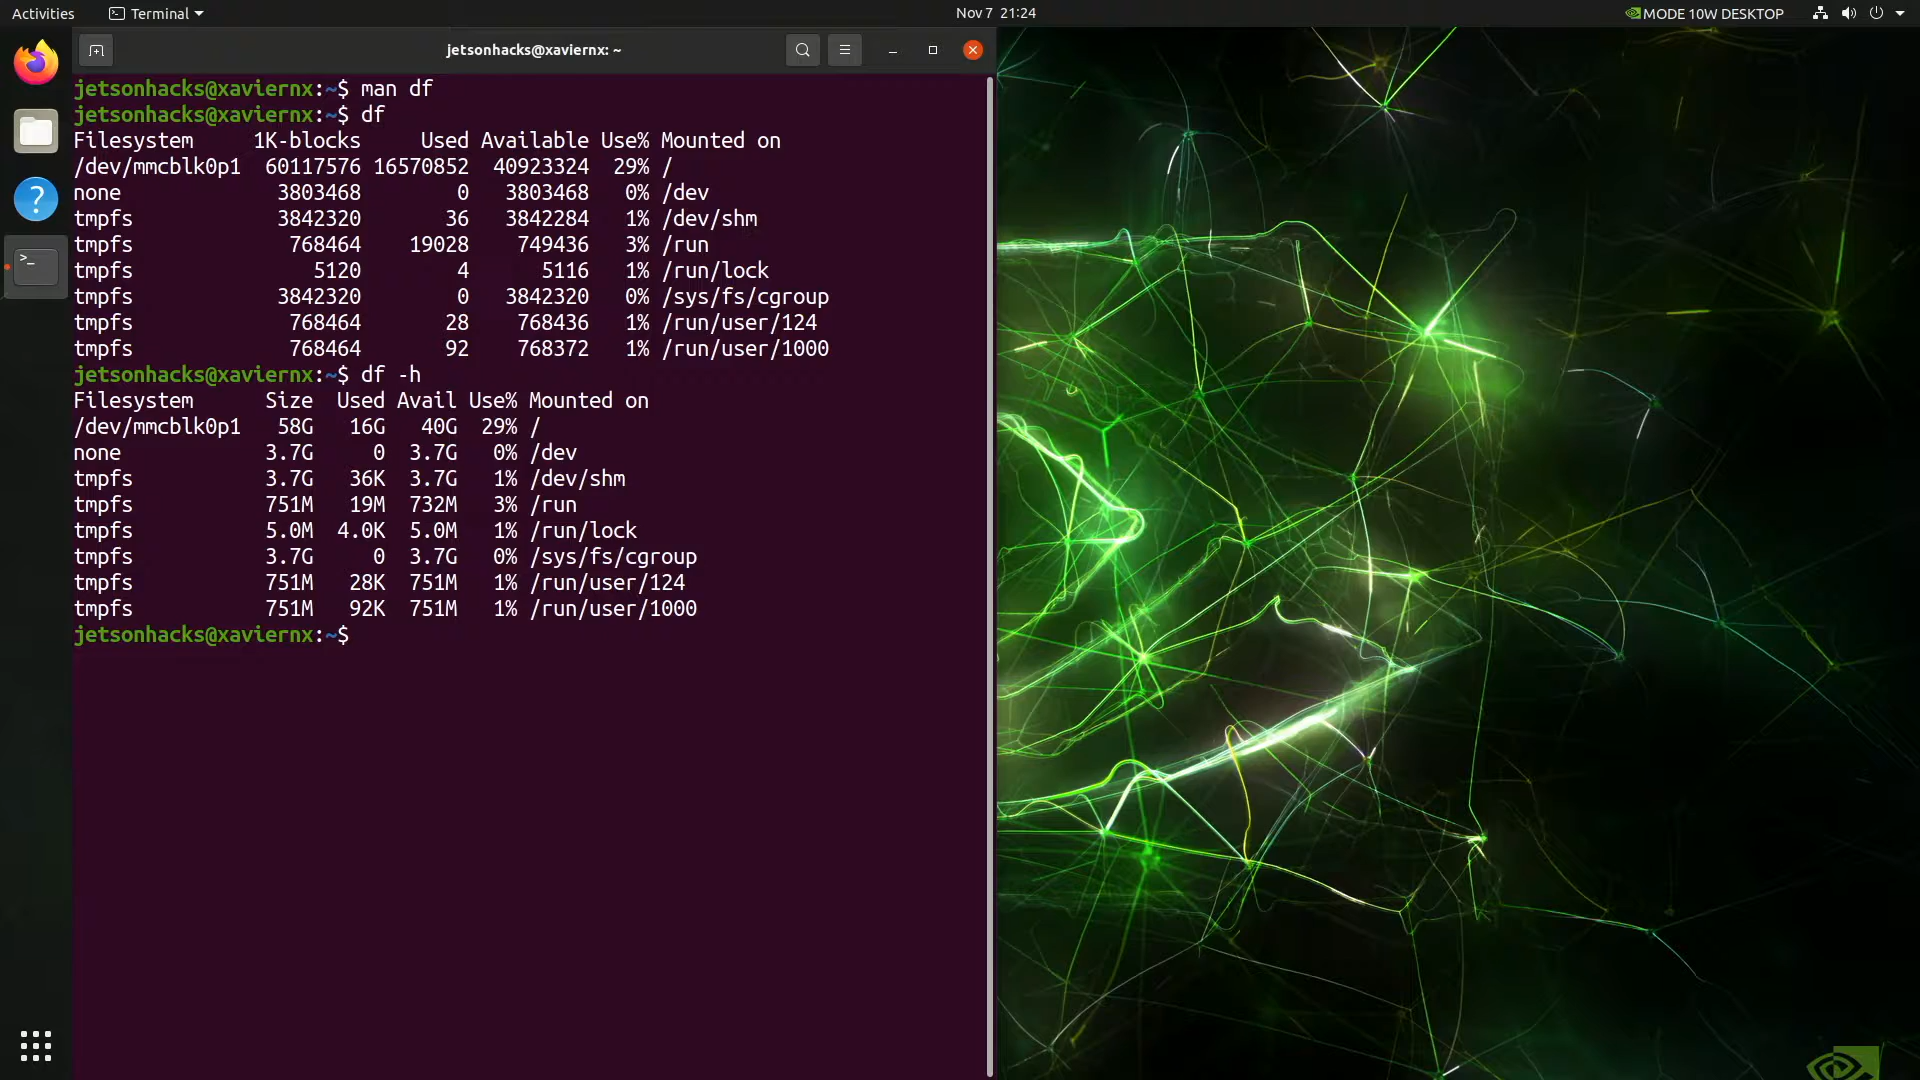 Activities Terminal Nov 7 21:24 MODE 10W DESKTOP
jetsonhacks@xaviernx: ~
jetsonhacks@xaviernx:~$ man df
jetsonhacks@xaviernx:~$ df
Filesystem 1K-blocks Used Available Use% Mounted on
/dev/mmcblk0p1 60117576 16570852 40923324 29% /
none 3803468 0 3803468 0% /dev
tmpfs 3842320 36 3842284 1% /dev/shm
tmpfs 768464 19028 749436 3% /run
tmpfs 5120 4 5116 1% /run/lock
tmpfs 3842320 0 3842320 0% /sys/fs/cgroup
tmpfs 768464 28 768436 1% /run/user/124
tmpfs 768464 92 768372 1% /run/user/1000
jetsonhacks@xaviernx:~$ df -h
Filesystem Size Used Avail Use% Mounted on
/dev/mmcblk0p1 58G 16G 40G 29% /
none 3.7G 0 3.7G 0% /dev
tmpfs 3.7G 36K 3.7G 1% /dev/shm
tmpfs 751M 19M 732M 3% /run
tmpfs 5.0M 4.0K 5.0M 1% /run/lock
tmpfs 3.7G 0 3.7G 0% /sys/fs/cgroup
tmpfs 751M 28K 751M 1% /run/user/124
tmpfs 751M 92K 751M 1% /run/user/1000
jetsonhacks@xaviernx:~$